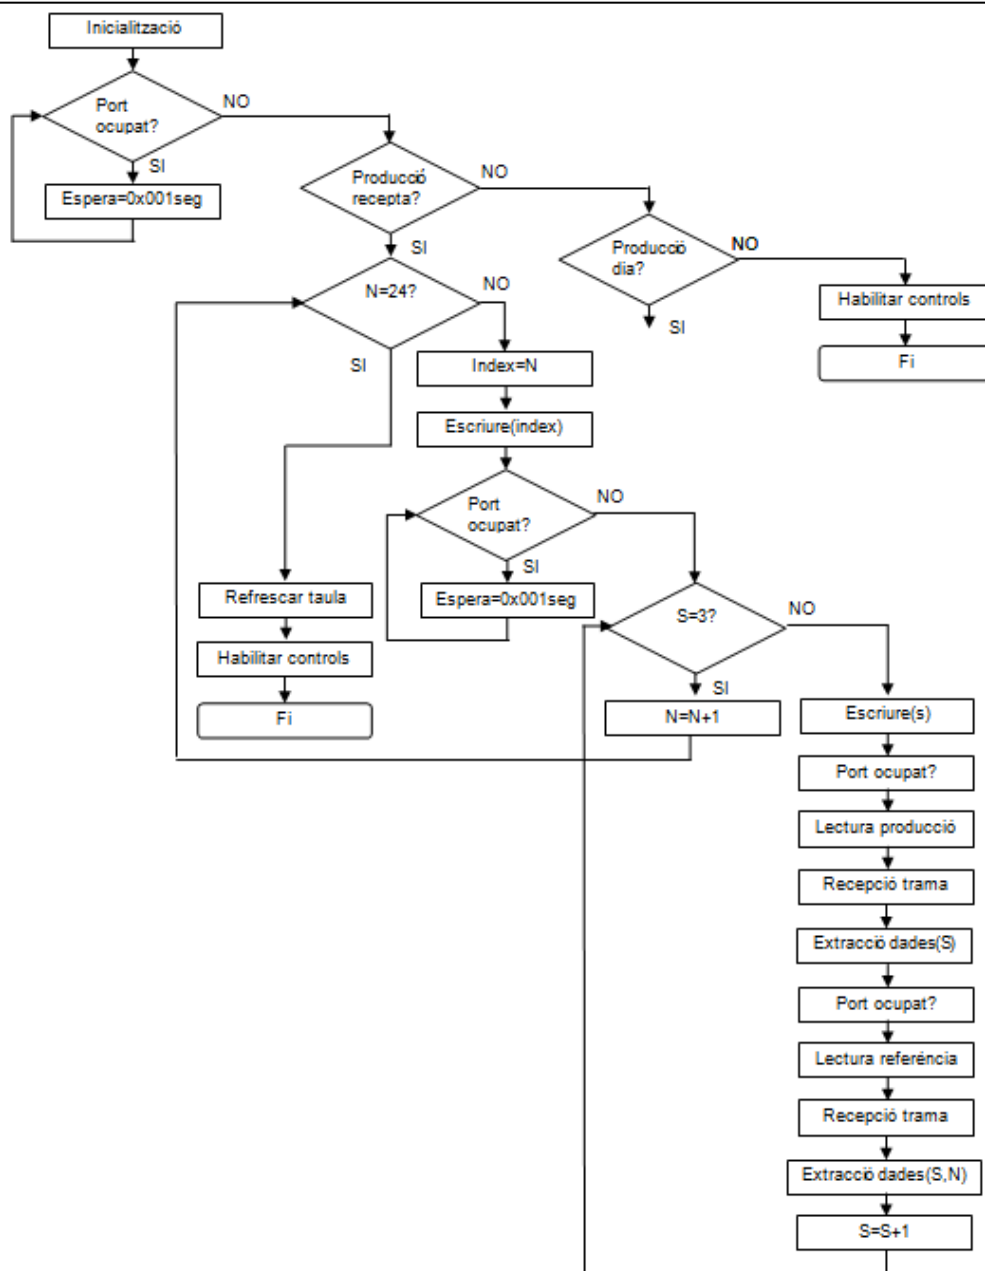 Inicialització
Port
ocupat?
NO
SI
Espera=0x001seg
Producció
recepta?
NO
SI
Producció
dia?
NO
SI
Habilitar controls
Fi
N=24?
NO
SI
Index=N
Escriure(index)
Port
ocupat?
NO
SI
Espera=0x001seg
Refrescar taula
Habilitar controls
Fi
S=3?
NO
SI
N=N+1
Escriure(s)
Port ocupat?
Lectura producció
Recepció trama
Extracció dades(S)
Port ocupat?
Lectura referéncia
Recepció trama
Extracció dades(S,N)
S=S+1